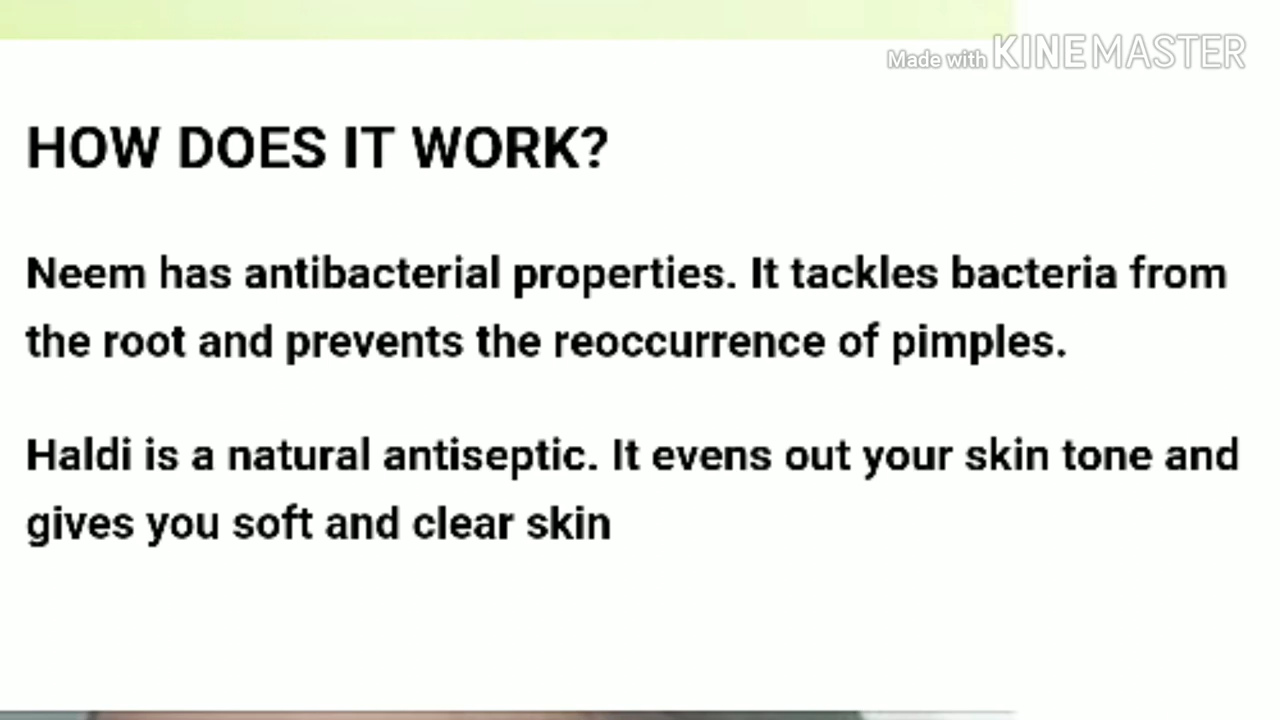 Made with KINEMASTER
HOW DOES IT WORK?
Neem has antibacterial properties. It tackles bacteria from
the root and prevents the reoccurrence of pimples.
Haldi is a natural antiseptic. It evens out your skin tone and
gives you soft and clear skin